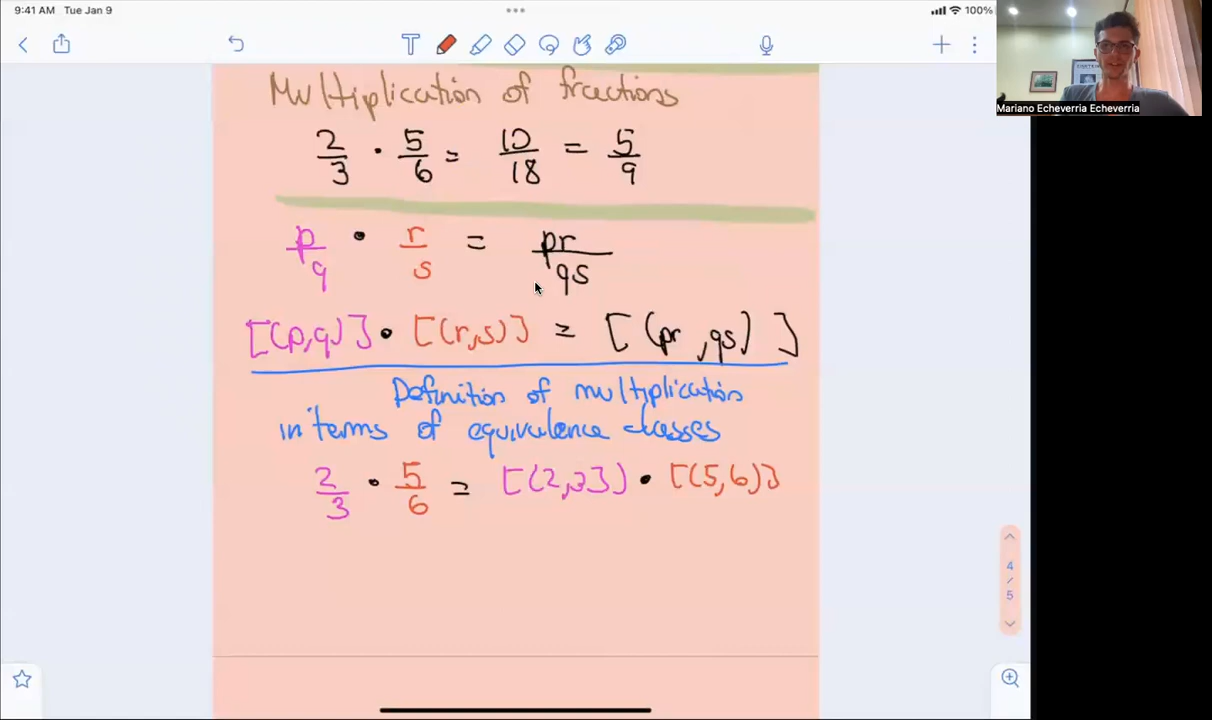 9:41 AM Tue Jan 9
100%
T
Mariano Echeverria Echeverria
Multiplication of fractions
2/3 · 5/6 = 10/18 = 5/9
p/q · r/s = pr/qs
[(p,q)] · [(r,s)] = [(pr,qs)]
Definition of multiplication
in terms of equivalence classes
2/3 · 5/6 = [(2,3]) · [(5,6)]
4
/
5